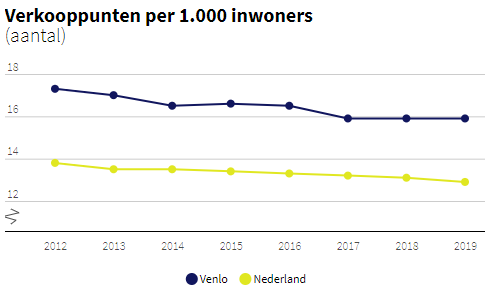 Verkooppunten per 1.000 inwoners
(aantal)
18
16
14
12
2012 2013 2014 2015 2016 2017 2018 2019
Venlo Nederland